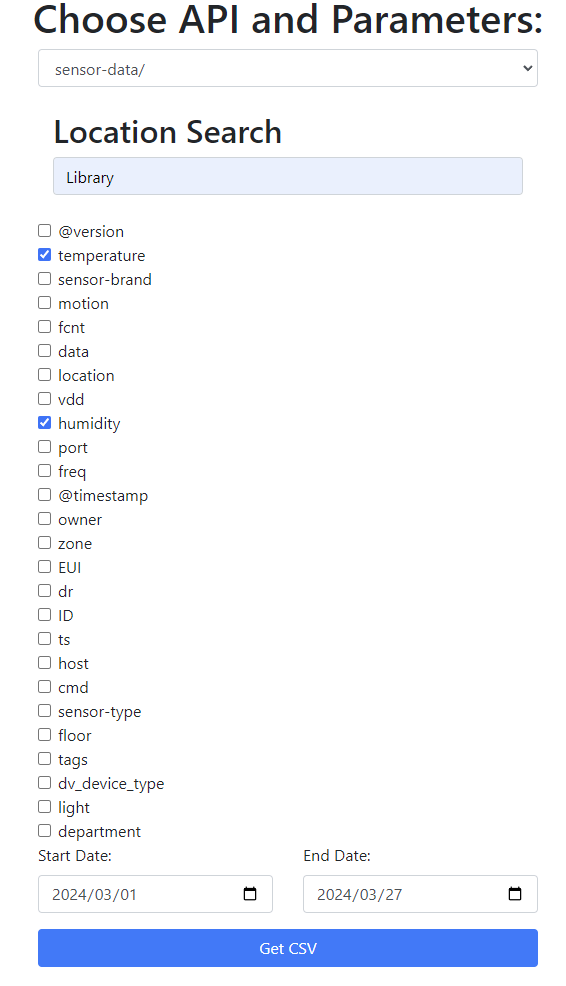 Choose API and Parameters:
sensor-data/
Location Search
Library
@version
temperature
sensor-brand
motion
fcnt
data
location
vdd
humidity
port
freq
@timestamp
owner
zone
EUI
dr
ID
ts
host
cmd
sensor-type
floor
tags
dv_device_type
light
department
Start Date: End Date:
2024/03/01 2024/03/27
Get CSV